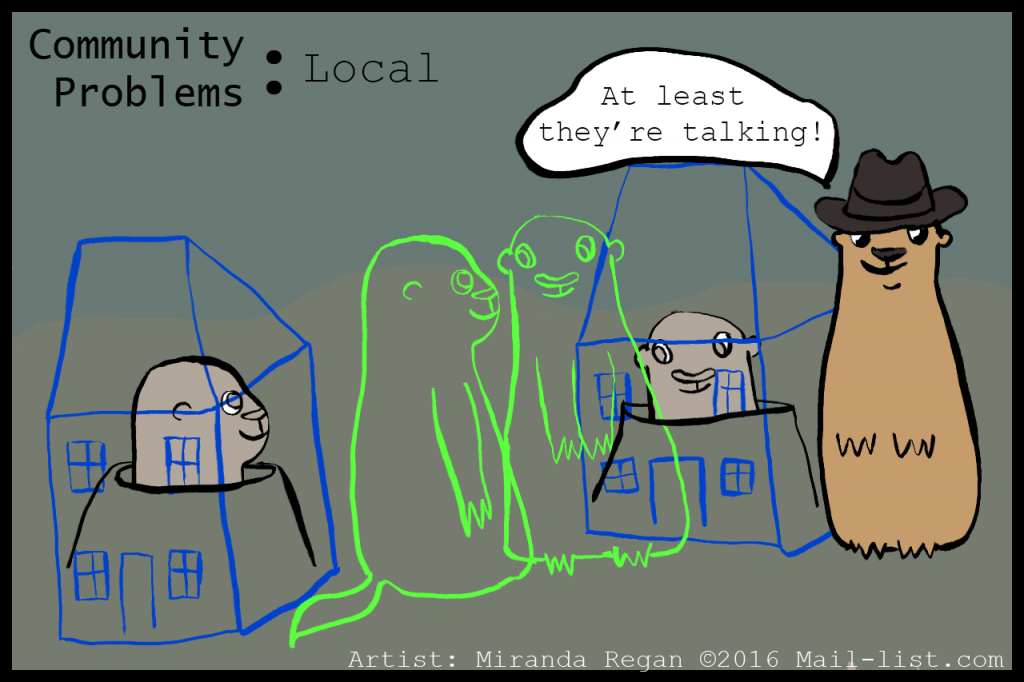 Community
Problems : Local
At least
they're talking!
Artist: Miranda Regan ©2016 Mail-list.com